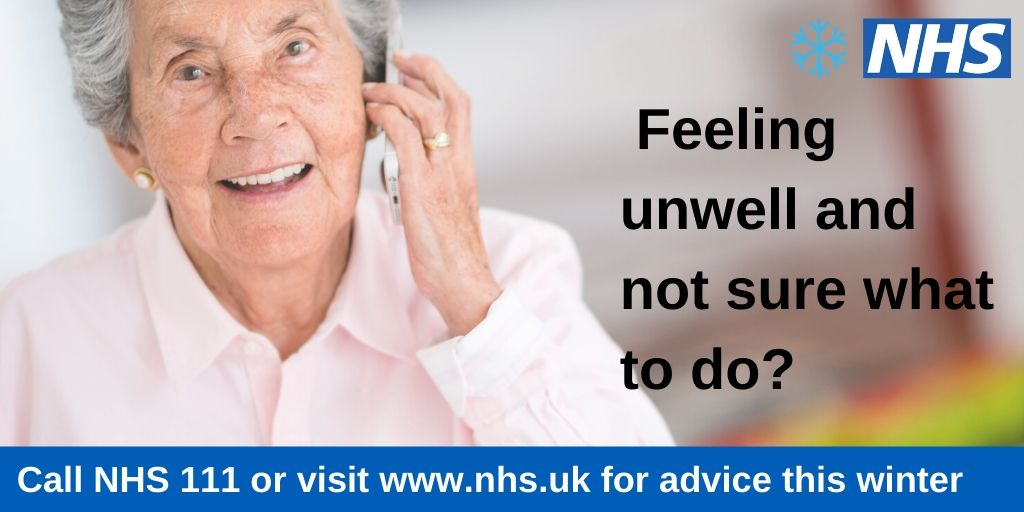 NHS
Feeling
unwell and
not sure what
to do?
Call NHS 111 or visit www.nhs.uk for advice this winter